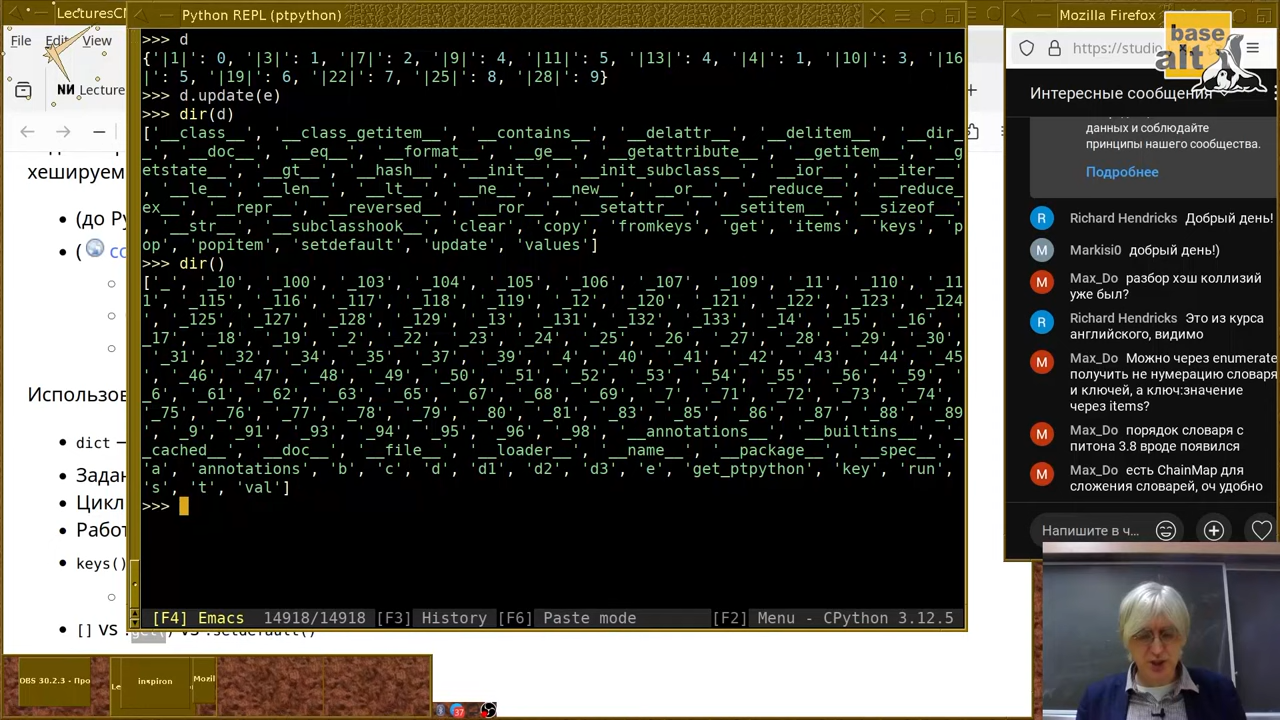 LecturesCM
Python REPL (ptpython)
Mozilla Firefox
base
alt
File
Edit
View
Lecture
https://studio
>>> d
{'|1|': 0, '|3|': 1, '|7|': 2, '|9|': 4, '|11|': 5, '|13|': 4, '|4|': 1, '|10|': 3, '|16
|': 5, '|19|': 6, '|22|': 7, '|25|': 8, '|28|': 9}
>>> d.update(e)
>>> dir(d)
['__class__', '__class_getitem__', '__contains__', '__delattr__', '__delitem__', '__dir_
_', '__doc__', '__eq__', '__format__', '__ge__', '__getattribute__', '__getitem__', '__g
etstate__', '__gt__', '__hash__', '__init__', '__init_subclass__', '__ior__', '__iter__',
'__le__', '__len__', '__lt__', '__ne__', '__new__', '__or__', '__reduce__', '__reduce_
ex__', '__repr__', '__reversed__', '__ror__', '__setattr__', '__setitem__', '__sizeof__',
'__str__', '__subclasshook__', 'clear', 'copy', 'fromkeys', 'get', 'items', 'keys', 'p
op', 'popitem', 'setdefault', 'update', 'values']
>>> dir()
['_', '_10', '_100', '_103', '_104', '_105', '_106', '_107', '_109', '_11', '_110', '_11
1', '_115', '_116', '_117', '_118', '_119', '_12', '_120', '_121', '_122', '_123', '_124
', '_125', '_127', '_128', '_129', '_13', '_131', '_132', '_133', '_14', '_15', '_16', '
_17', '_18', '_19', '_2', '_22', '_23', '_24', '_25', '_26', '_27', '_28', '_29', '_30',
'_31', '_32', '_34', '_35', '_37', '_39', '_4', '_40', '_41', '_42', '_43', '_44', '_45
', '_46', '_47', '_48', '_49', '_50', '_51', '_52', '_53', '_54', '_55', '_56', '_59', '
_6', '_61', '_62', '_63', '_65', '_67', '_68', '_69', '_7', '_71', '_72', '_73', '_74',
'_75', '_76', '_77', '_78', '_79', '_80', '_81', '_83', '_85', '_86', '_87', '_88', '_89
', '_9', '_91', '_93', '_94', '_95', '_96', '_98', '__annotations__', '__builtins__', '_
_cached__', '__doc__', '__file__', '__loader__', '__name__', '__package__', '__spec__',
'a', 'annotations', 'b', 'c', 'd', 'd1', 'd2', 'd3', 'e', 'get_ptpython', 'key', 'run',
's', 't', 'val']
>>>
[F4] Emacs 14918/14918 [F3] History [F6] Paste mode [F2] Menu - CPython 3.12.5
хешируем
(до Py
( со
Использов
dict —
Задан
Цикл
Работ
keys()
[] vs .get() vs .setdefault()
Интересные сообщения
данных и соблюдайте
принципы нашего сообщества.
Подробнее
R Richard Hendricks Добрый день!
M Markisi0 добрый день!)
M Max_Do разбор хэш коллизий
уже был?
R Richard Hendricks Это из курса
английского, видимо
M Max_Do Можно через enumerate
получить не нумерацию словаря
и ключей, а ключ:значение
через items?
M Max_Do порядок словаря с
питона 3.8 вроде появился
M Max_Do есть ChainMap для
сложения словарей, оч удобно
Напишите в ч...
OBS 30.2.3 - Про
Le
inspiron
Mozil
37